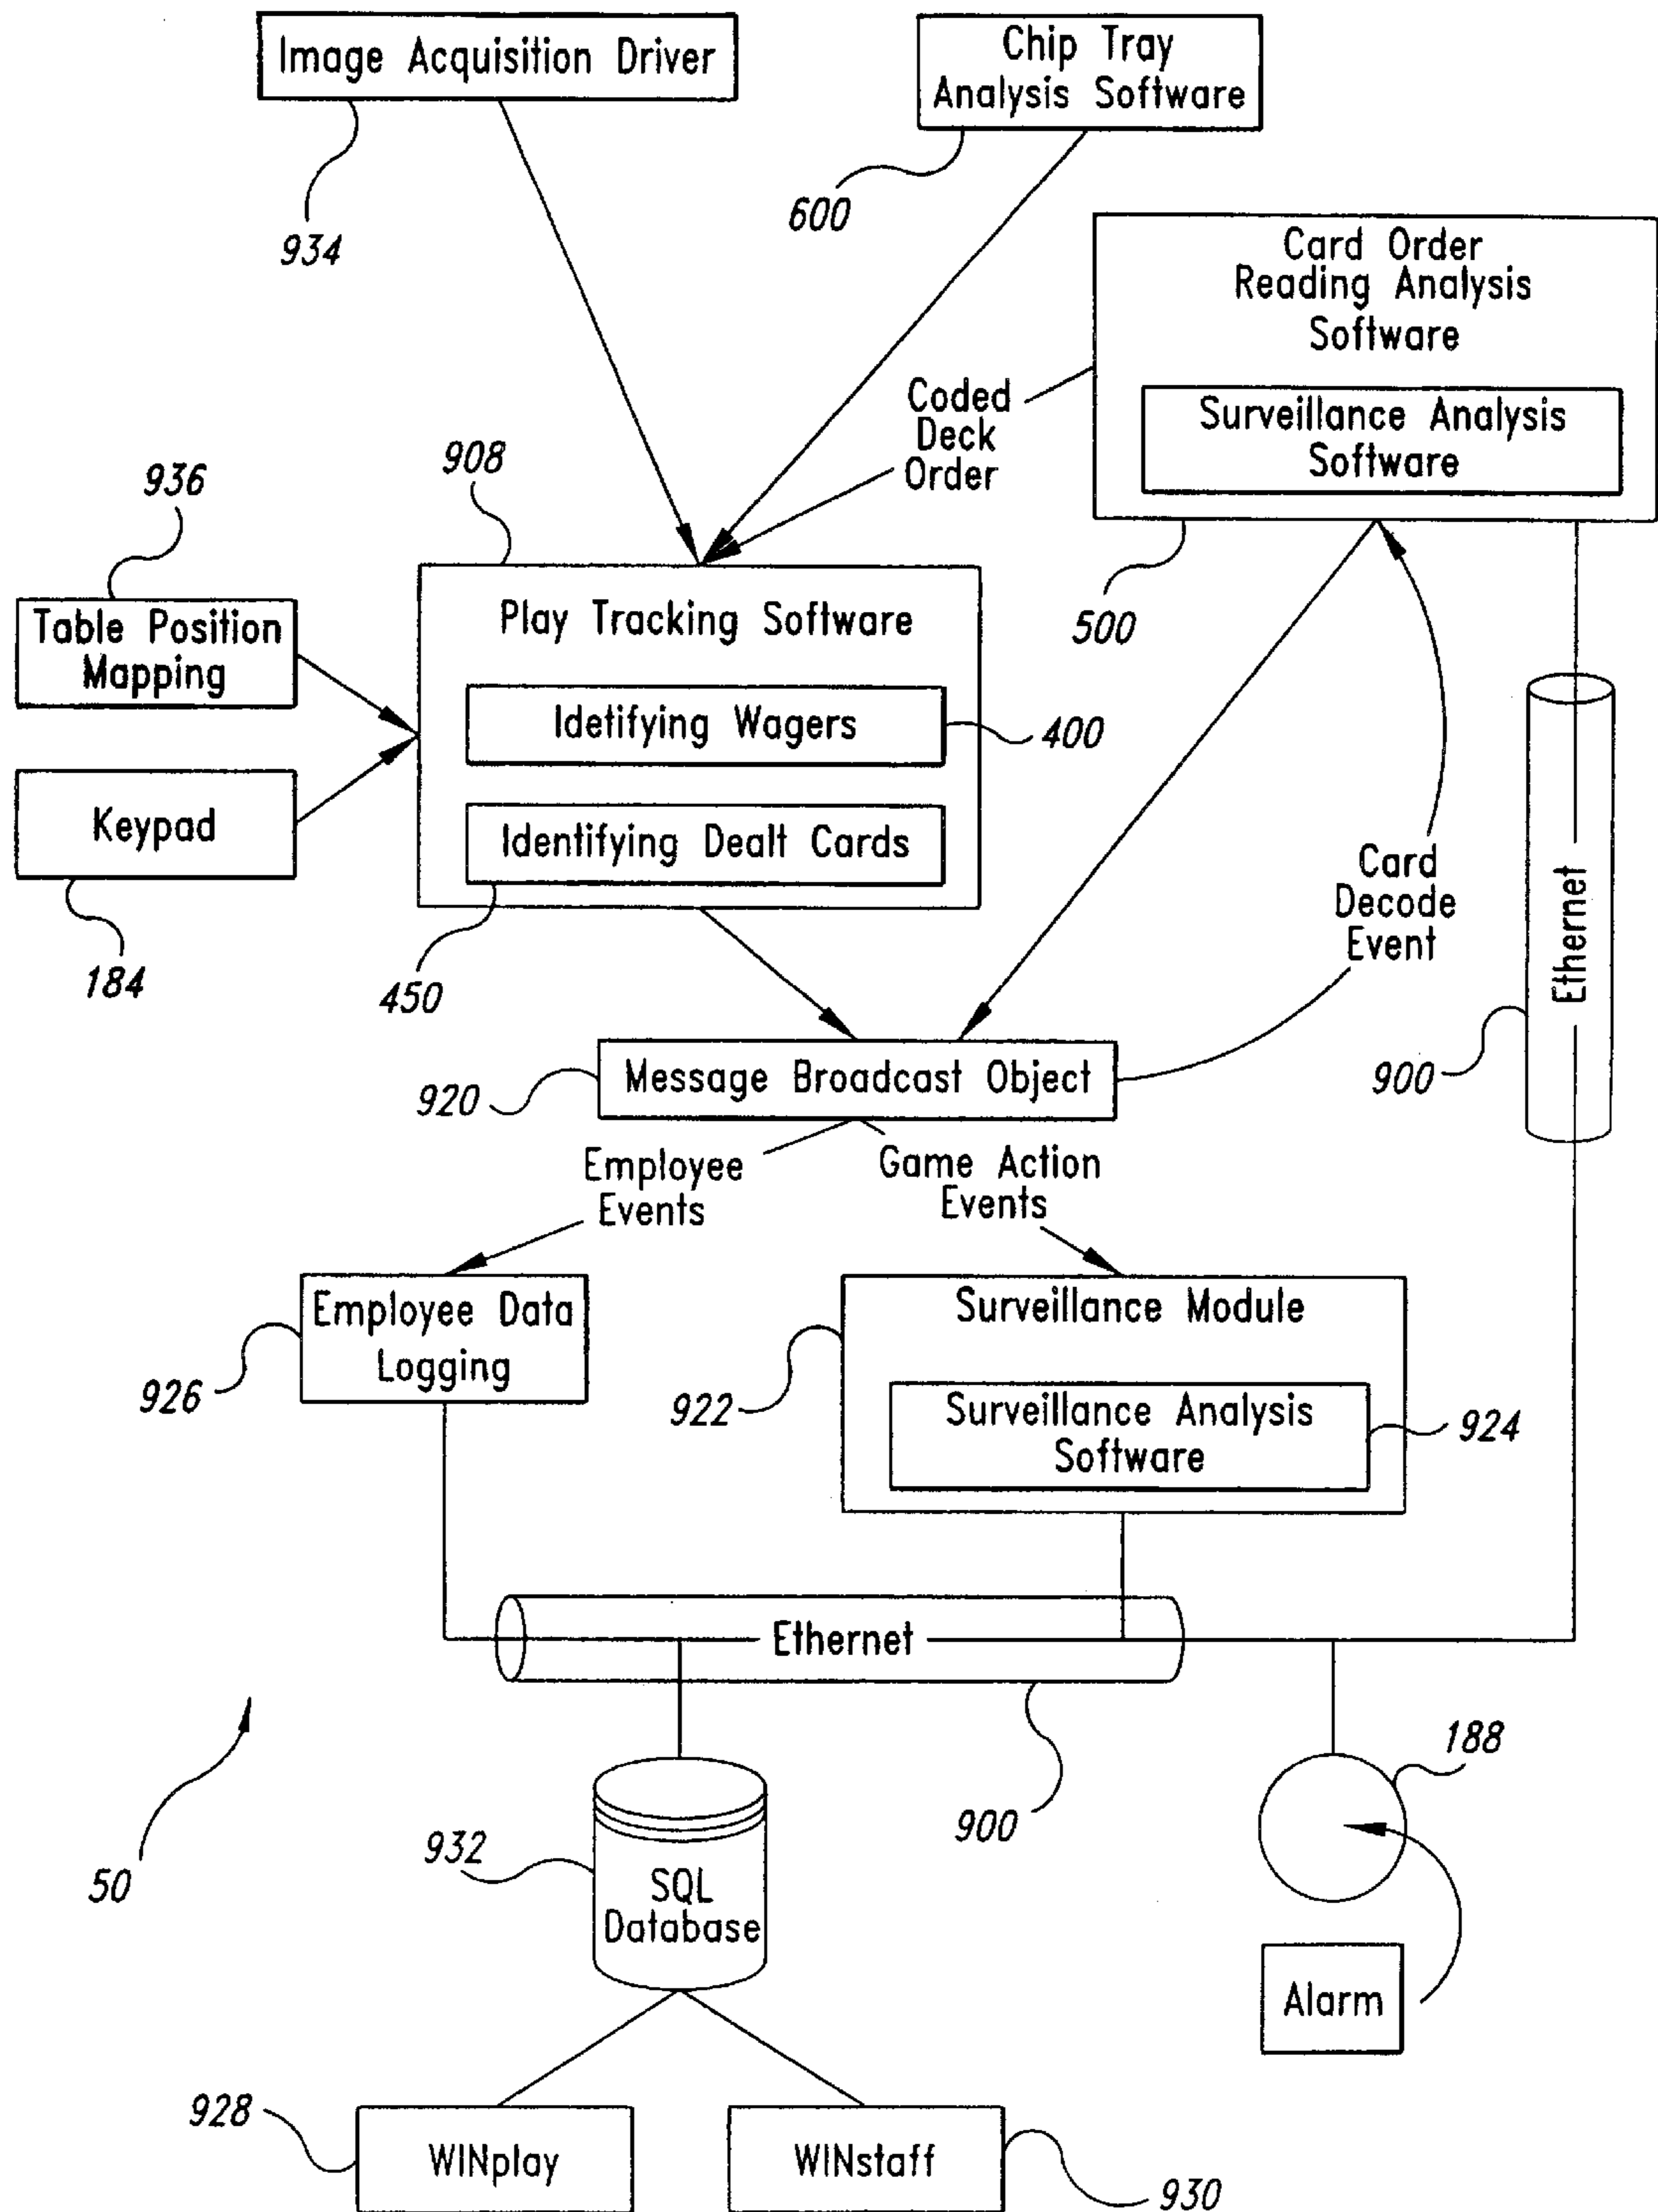 Image Acquisition Driver
934
Chip Tray
Analysis Software
600
Card Order
Reading Analysis
Software
Surveillance Analysis
Software
500
Coded
Deck
Order
908
936
Table Position
Mapping
Keypad
184
Play Tracking Software
Idetifying Wagers
400
Identifying Dealt Cards
450
Card
Decode
Event
Ethernet
900
Message Broadcast Object
920
Employee
Events
Game Action
Events
Employee Data
Logging
926
Surveillance Module
922
Surveillance Analysis
Software
924
Ethernet
900
50
188
932
SQL
Database
Alarm
928
WINplay
WINstaff
930